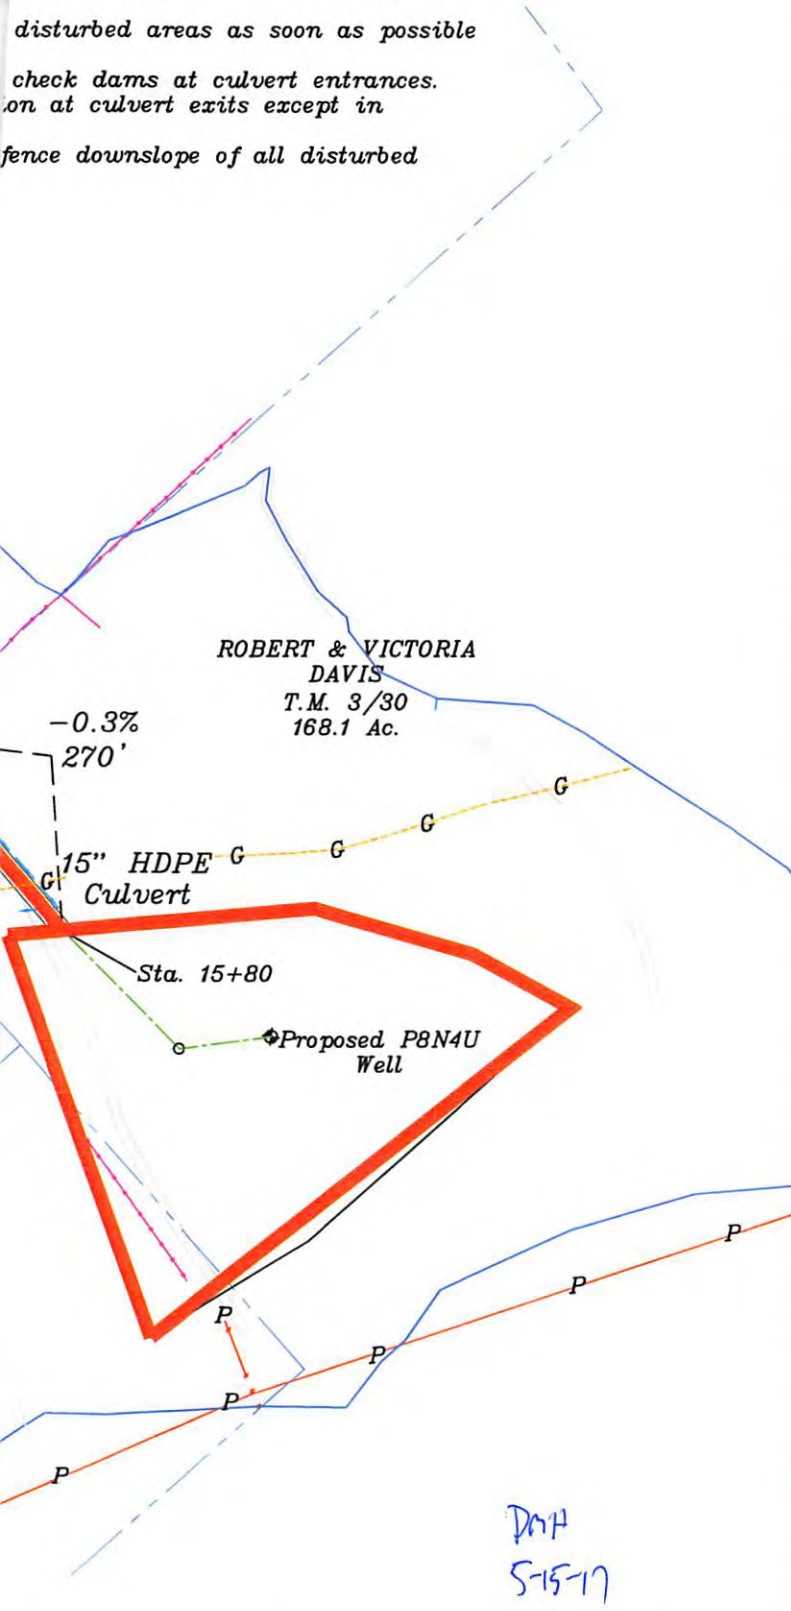 disturbed areas as soon as possible
check dams at culvert entrances.
on at culvert exits except in
fence downslope of all disturbed
ROBERT & VICTORIA
DAVIS
T.M. 3/30
168.1 Ac.
-0.3%
270'
G
G
G
G
15" HDPE
G
Culvert
Sta. 15+80
Proposed P8N4U
Well
P
P
P
P
P
P
DMH
5-15-17